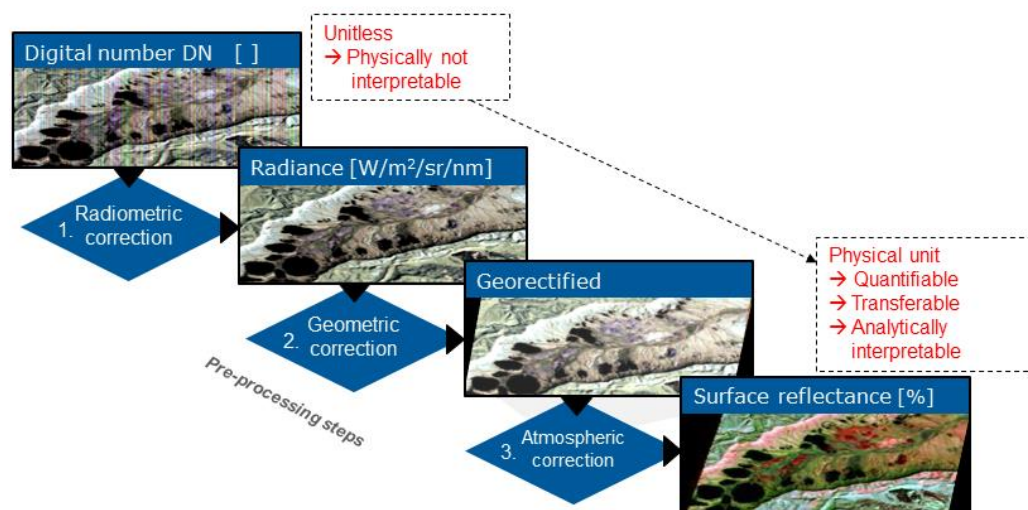 Digital number DN [ ]
Unitless
→ Physically not
interpretable
Radiance [W/m²/sr/nm]
1. Radiometric
correction
Georectified
2. Geometric
correction
Physical unit
→ Quantifiable
→ Transferable
→ Analytically
interpretable
Pre-processing steps
Surface reflectance [%]
3. Atmospheric
correction